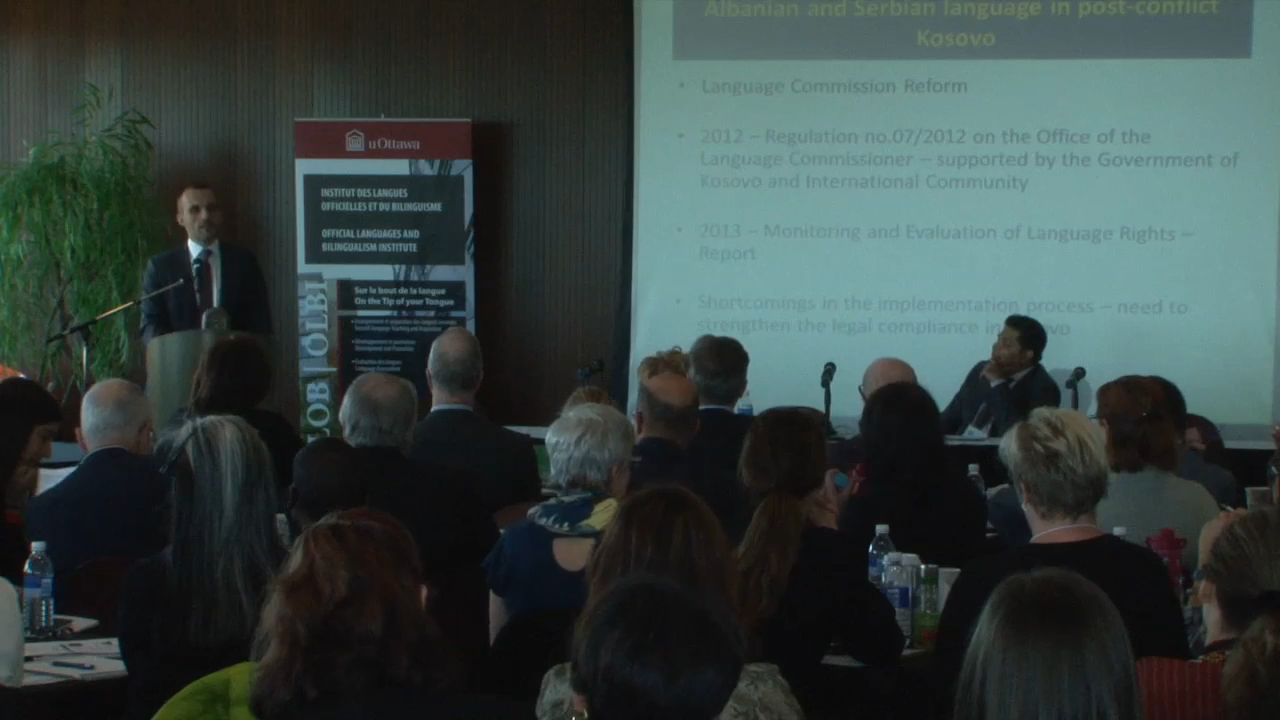 Albanian and Serbian language in post-conflict
Kosovo
• Language Commission Reform
• 2012 – Regulation no.07/2012 on the Office of the
Language Commissioner – supported by the Government of
Kosovo and International Community
• 2013 – Monitoring and Evaluation of Language Rights –
Report
• Shortcomings in the implementation process – need to
strengthen the legal compliance in
uOttawa
INSTITUT DES LANGUES
OFFICIELLES ET DU BILINGUISME
OFFICIAL LANGUAGES AND
BILINGUALISM INSTITUTE
Sur le bout de la langue
On the Tip of your Tongue
ILOB | OLBI